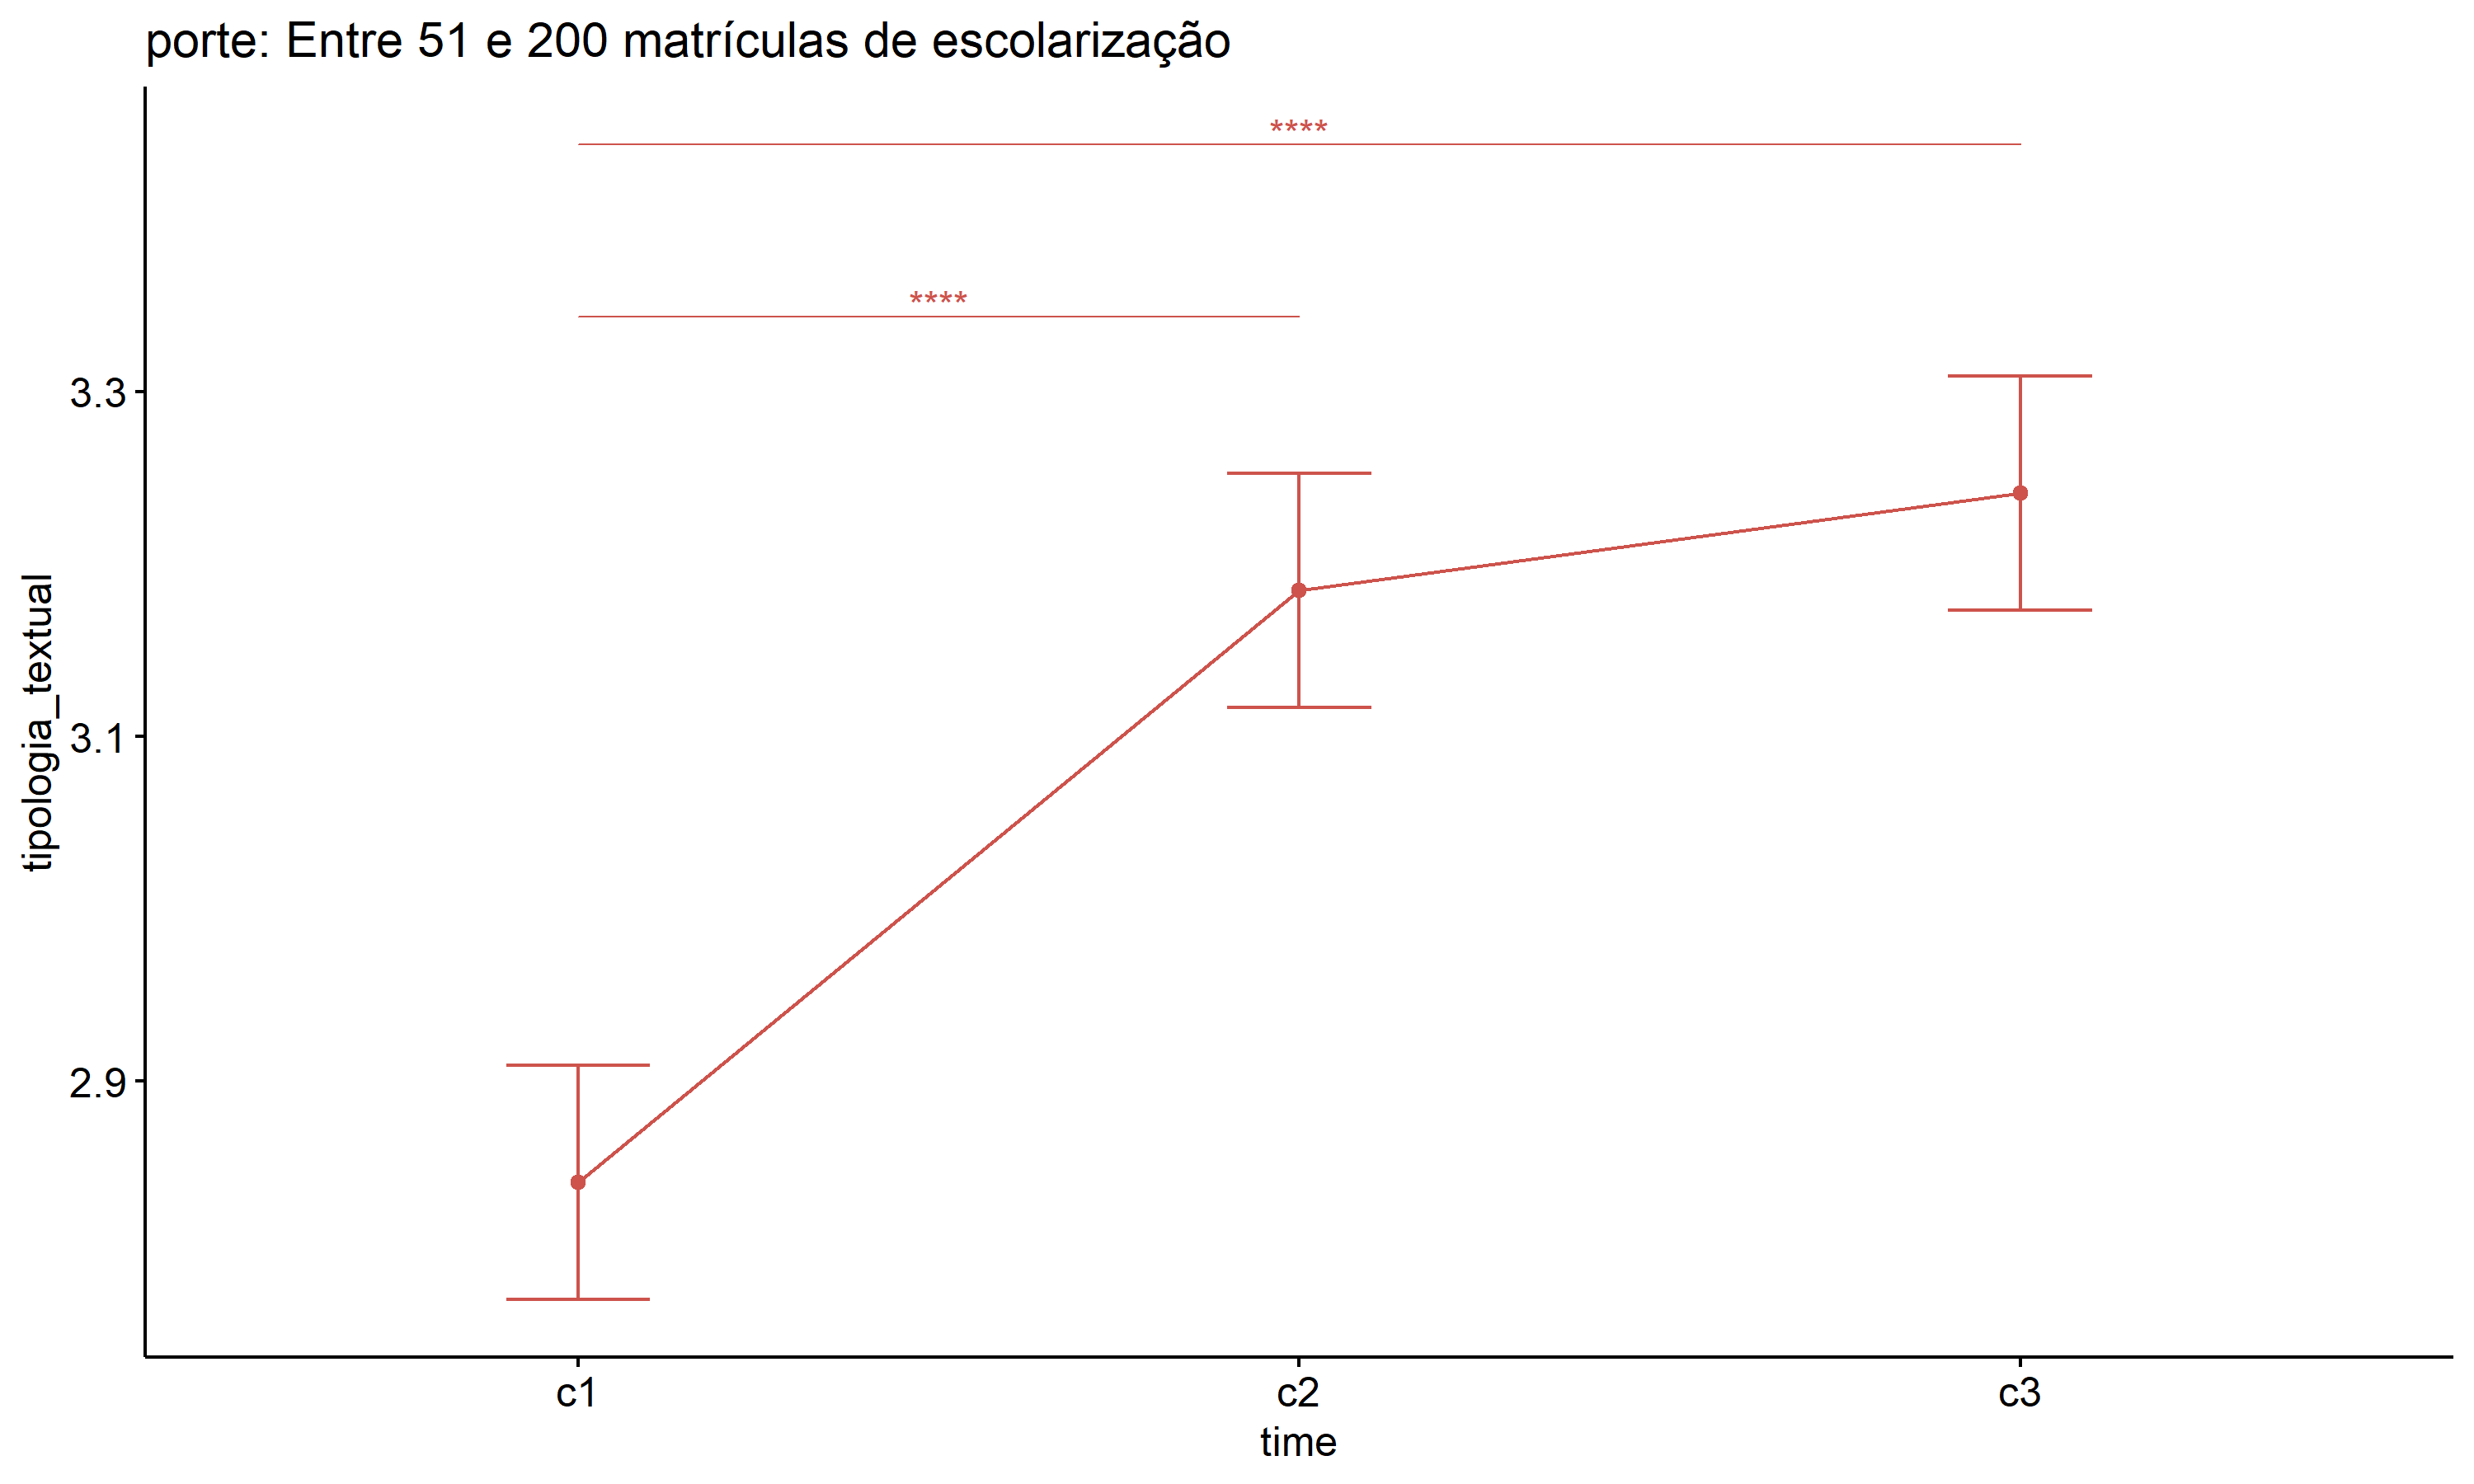 porte: Entre 51 e 200 matrículas de escolarização
****
****
3.3
3.1
2.9
tipologia_textual
c1
c2
c3
time